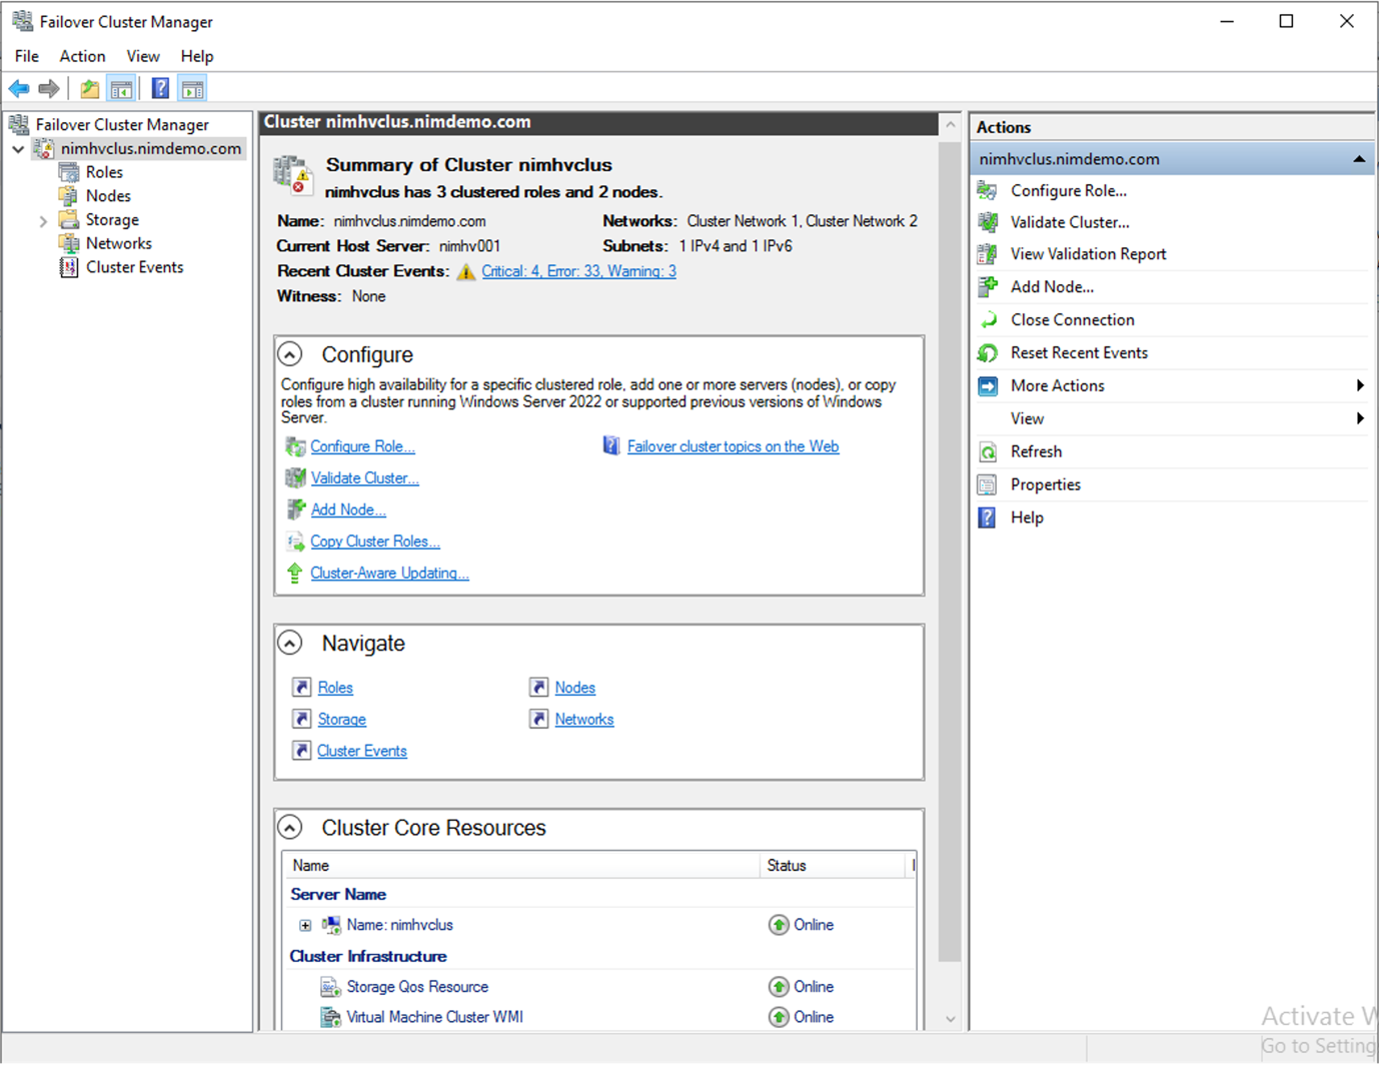 Failover Cluster Manager
File Action View Help
Failover Cluster Manager
nimhvclus.nimdemo.com
Roles
Nodes
Storage
Networks
Cluster Events
Cluster nimhvclus.nimdemo.com
Summary of Cluster nimhvclus
nimhvclus has 3 clustered roles and 2 nodes.
Name: nimhvclus.nimdemo.com Networks: Cluster Network 1, Cluster Network 2
Current Host Server: nimhv001 Subnets: 1 IPv4 and 1 IPv6
Recent Cluster Events: Critical: 4, Error: 33, Warning: 3
Witness: None
Configure
Configure high availability for a specific clustered role, add one or more servers (nodes), or copy
roles from a cluster running Windows Server 2022 or supported previous versions of Windows
Server.
Configure Role... Failover cluster topics on the Web
Validate Cluster...
Add Node...
Copy Cluster Roles...
Cluster-Aware Updating...
Navigate
Roles Nodes
Storage Networks
Cluster Events
Cluster Core Resources
Name Status
Server Name
Name: nimhvclus Online
Cluster Infrastructure
Storage Qos Resource Online
Virtual Machine Cluster WMI Online
Actions
nimhvclus.nimdemo.com
Configure Role...
Validate Cluster...
View Validation Report
Add Node...
Close Connection
Reset Recent Events
More Actions
View
Refresh
Properties
Help
Activate
Go to Setting